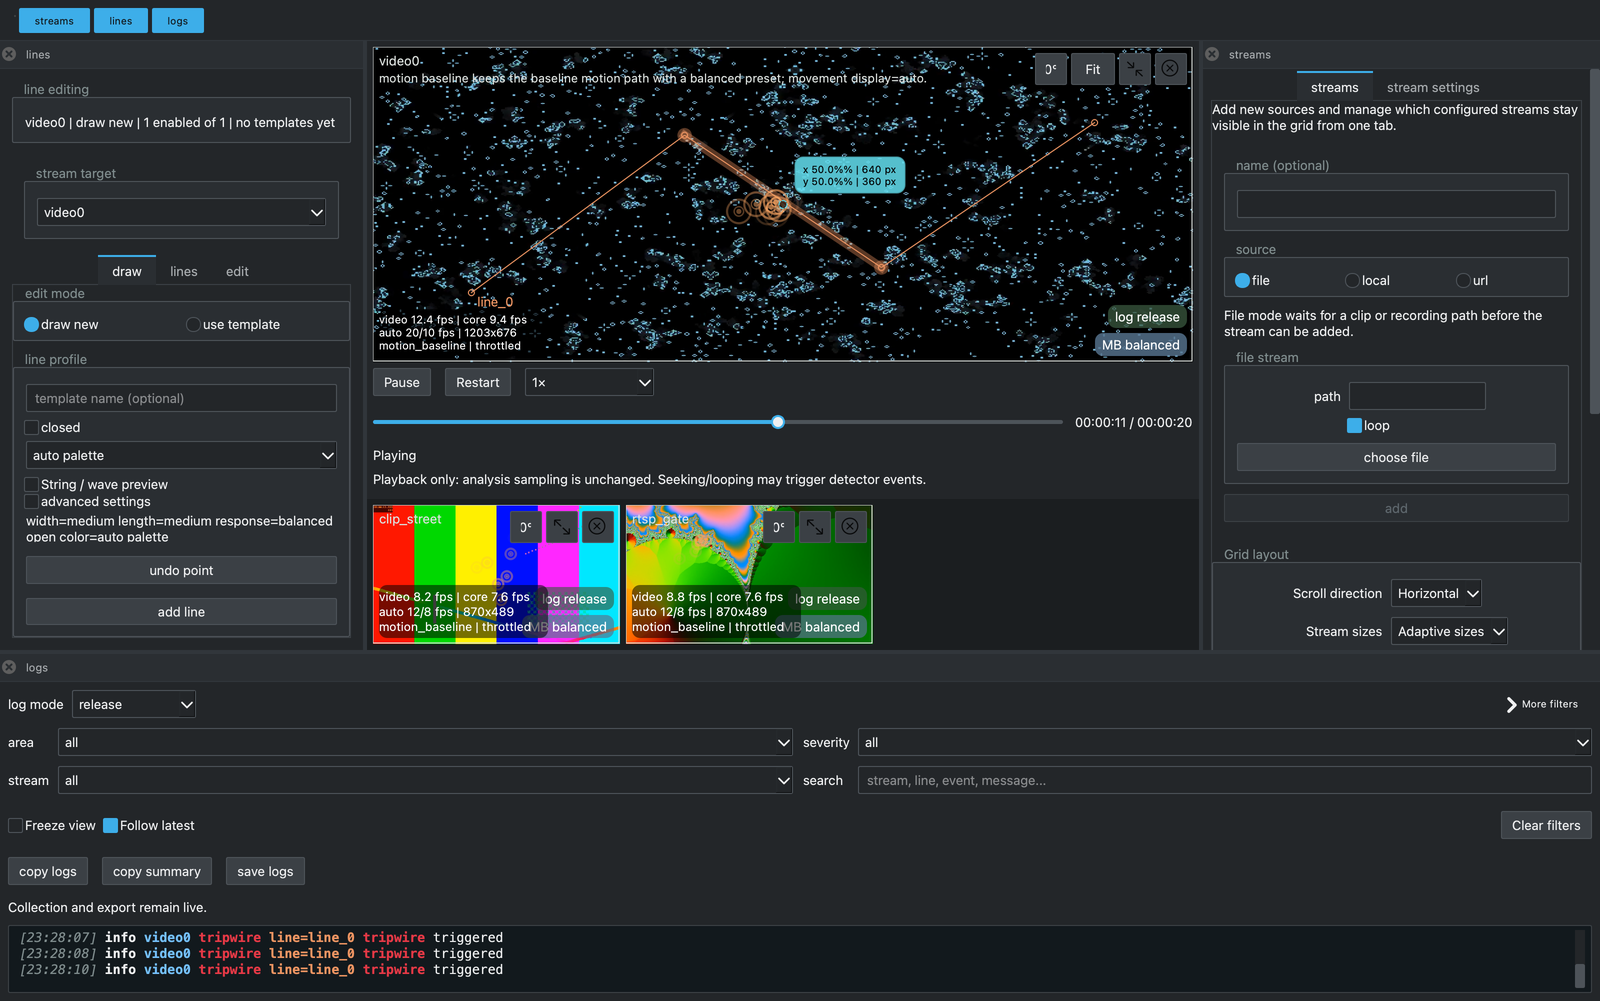 streams
lines
logs
lines
line editing
video0 | draw new | 1 enabled of 1 | no templates yet
stream target
video0
draw
lines
edit
edit mode
draw new
use template
line profile
template name (optional)
closed
auto palette
String / wave preview
advanced settings
width=medium length=medium response=balanced
open color=auto palette
undo point
add line
video0
motion baseline keeps the baseline motion path with a balanced preset; movement display=auto.
0°
Fit
x 50.0%% | 640 px
y 50.0%% | 360 px
line_0
video 12.4 fps | core 9.4 fps
auto 20/10 fps | 1203x676
motion_baseline | throttled
log release
MB balanced
Pause
Restart
1×
00:00:11 / 00:00:20
Playing
Playback only: analysis sampling is unchanged. Seeking/looping may trigger detector events.
clip_street
0°
video 8.2 fps | core 7.6 fps
auto 12/8 fps | 870x489
motion_baseline | throttled
log release
MB balanced
rtsp_gate
0°
video 8.8 fps | core 7.6 fps
auto 12/8 fps | 870x489
motion_baseline | throttled
log release
MB balanced
streams
streams
stream settings
Add new sources and manage which configured streams stay
visible in the grid from one tab.
name (optional)
source
file
local
url
File mode waits for a clip or recording path before the
stream can be added.
file stream
path
loop
choose file
add
Grid layout
Scroll direction
Horizontal
Stream sizes
Adaptive sizes
logs
log mode
release
More filters
area
all
severity
all
stream
all
search
stream, line, event, message...
Freeze view
Follow latest
Clear filters
copy logs
copy summary
save logs
Collection and export remain live.
[23:28:07] info video0 tripwire line=line_0 tripwire triggered
[23:28:08] info video0 tripwire line=line_0 tripwire triggered
[23:28:10] info video0 tripwire line=line_0 tripwire triggered